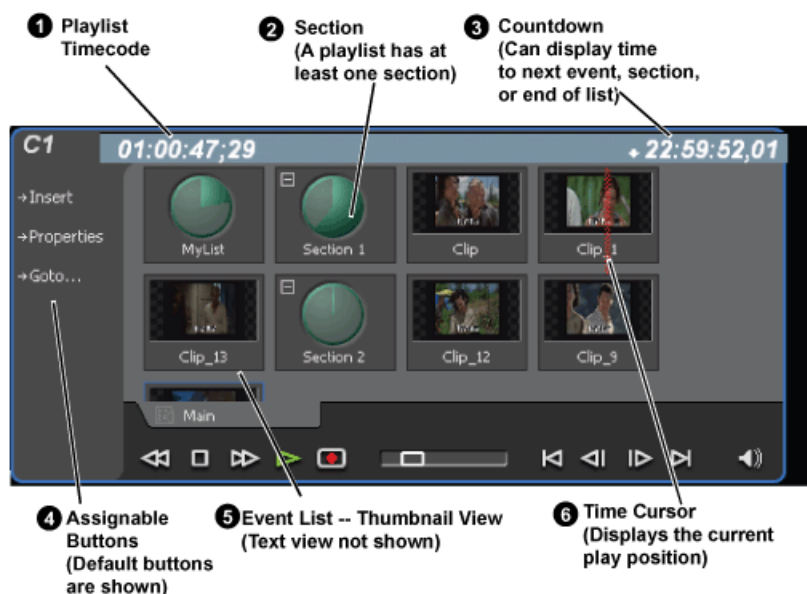 1 Playlist
Timecode
2 Section
(A playlist has at
least one section)
3 Countdown
(Can display time
to next event, section,
or end of list)
C1
01:00:47;29
22:59:52,01
→Insert
→Properties
→Goto...
MyList
Section 1
Clip
Clip_1
Clip_13
Section 2
Clip_12
Clip_9
Main
4 Assignable
Buttons
(Default buttons
are shown)
5 Event List -- Thumbnail View
(Text view not shown)
6 Time Cursor
(Displays the current
play position)